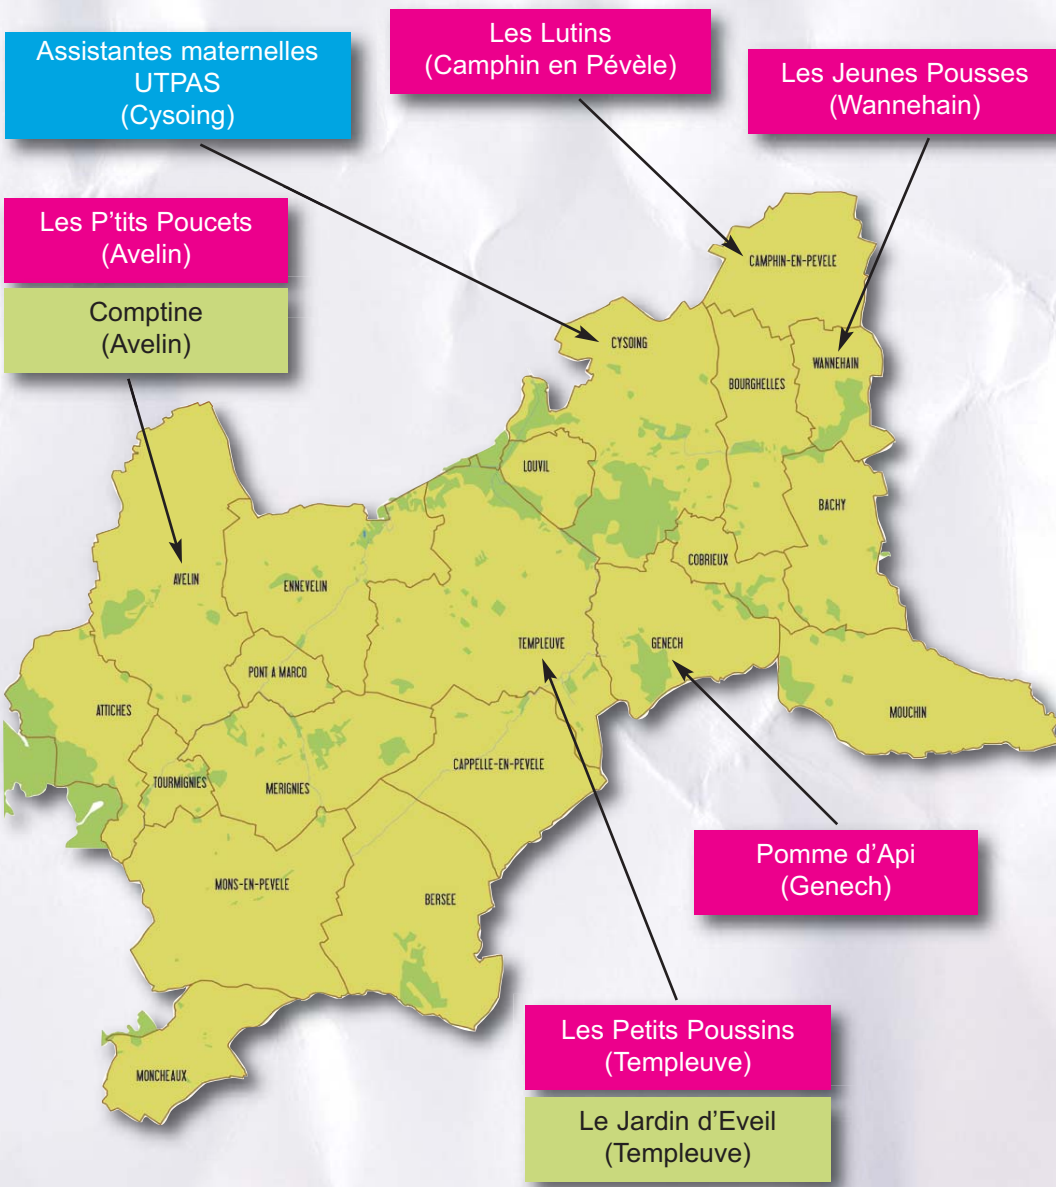 Assistantes maternelles
UTPAS
(Cysoing)
Les Lutins
(Camphin en Pévèle)
Les Jeunes Pousses
(Wannehain)
Les P'tits Poucets
(Avelin)
Comptine
(Avelin)
CAMPHIN-EN-PEVELE
CYSOING
WANNEHAIN
BOURGHELLES
LOUVIL
BACHY
COBRIEUX
AVELIN
ENNEVELIN
TEMPLEUVE
GENECH
PONT A MARCQ
ATTICHES
MOUCHIN
CAPPELLE-EN-PEVELE
TOURMIGNIES
MERIGNIES
MONS-EN-PEVELE
BERSEE
MONCHEAUX
Pomme d'Api
(Genech)
Les Petits Poussins
(Templeuve)
Le Jardin d'Eveil
(Templeuve)